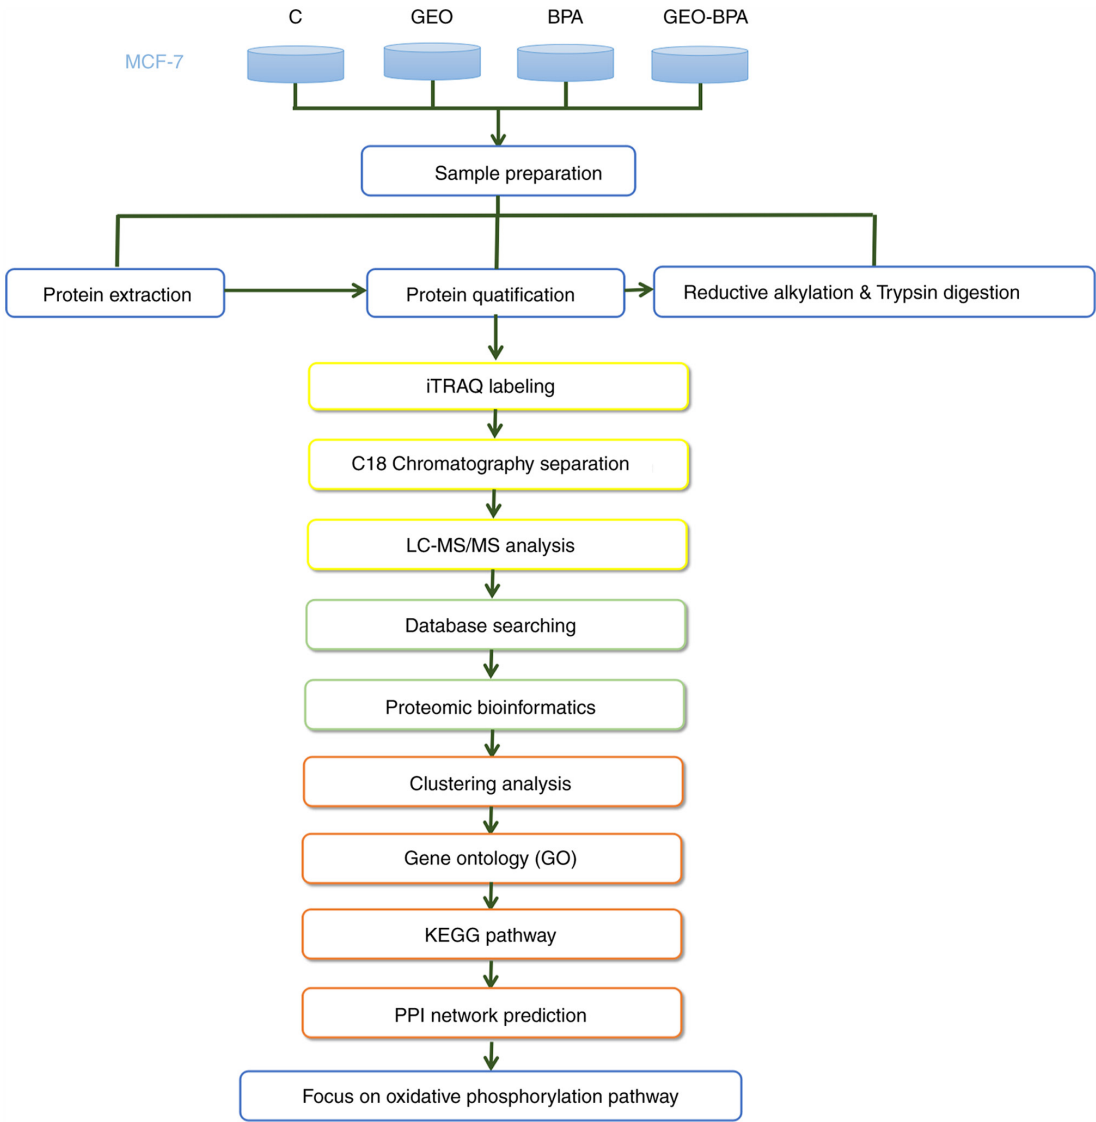 C
GEO
BPA
GEO-BPA
MCF-7
Sample preparation
Protein extraction
Protein quatification
Reductive alkylation & Trypsin digestion
iTRAQ labeling
C18 Chromatography separation
LC-MS/MS analysis
Database searching
Proteomic bioinformatics
Clustering analysis
Gene ontology (GO)
KEGG pathway
PPI network prediction
Focus on oxidative phosphorylation pathway